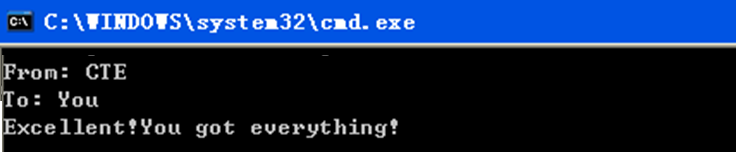 C:\WINDOWS\system32\cmd.exe
From: CTE
To: You
Excellent!You got everything!